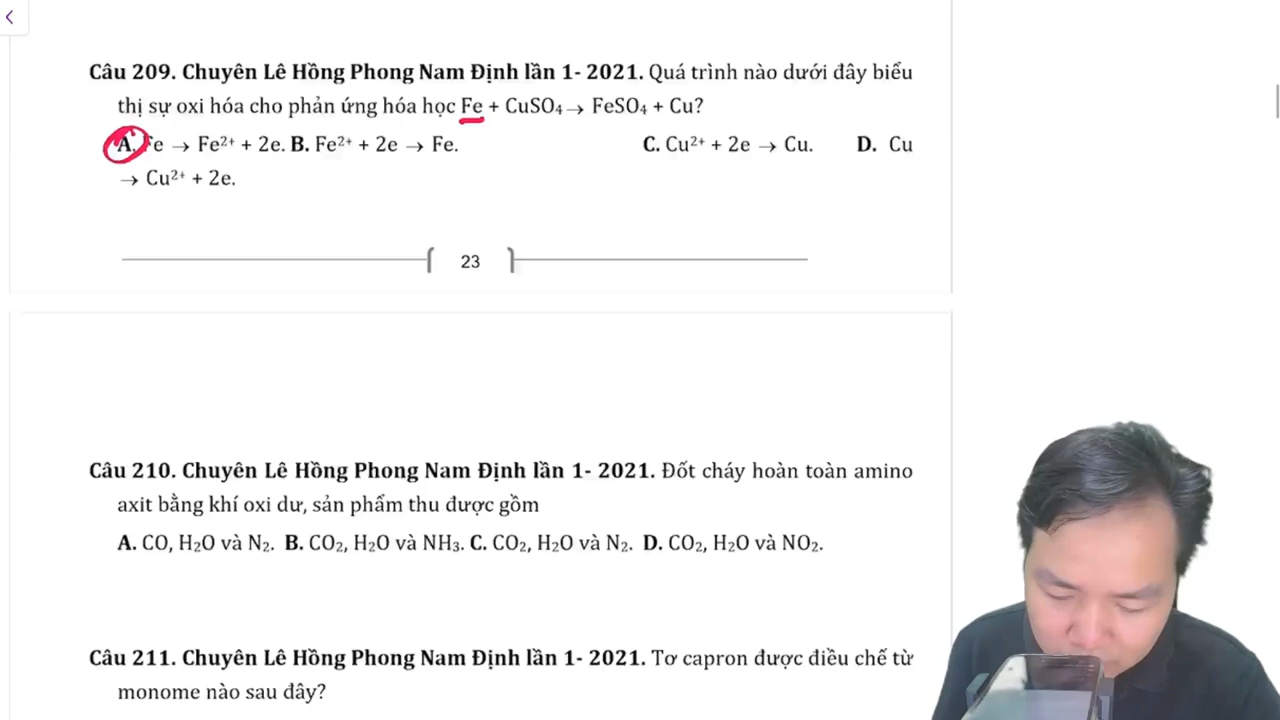 Câu 209. Chuyên Lê Hồng Phong Nam Định lần 1- 2021. Quá trình nào dưới đây biểu
thị sự oxi hóa cho phản ứng hóa học Fe + CuSO₄ → FeSO₄ + Cu?
A. Fe → Fe²⁺ + 2e. B. Fe²⁺ + 2e → Fe. C. Cu²⁺ + 2e → Cu. D. Cu
→ Cu²⁺ + 2e.
23
Câu 210. Chuyên Lê Hồng Phong Nam Định lần 1- 2021. Đốt cháy hoàn toàn amino
axit bằng khí oxi dư, sản phẩm thu được gồm
A. CO, H₂O và N₂. B. CO₂, H₂O và NH₃. C. CO₂, H₂O và N₂. D. CO₂, H₂O và NO₂.
Câu 211. Chuyên Lê Hồng Phong Nam Định lần 1- 2021. Tơ capron được điều chế từ
monome nào sau đây?